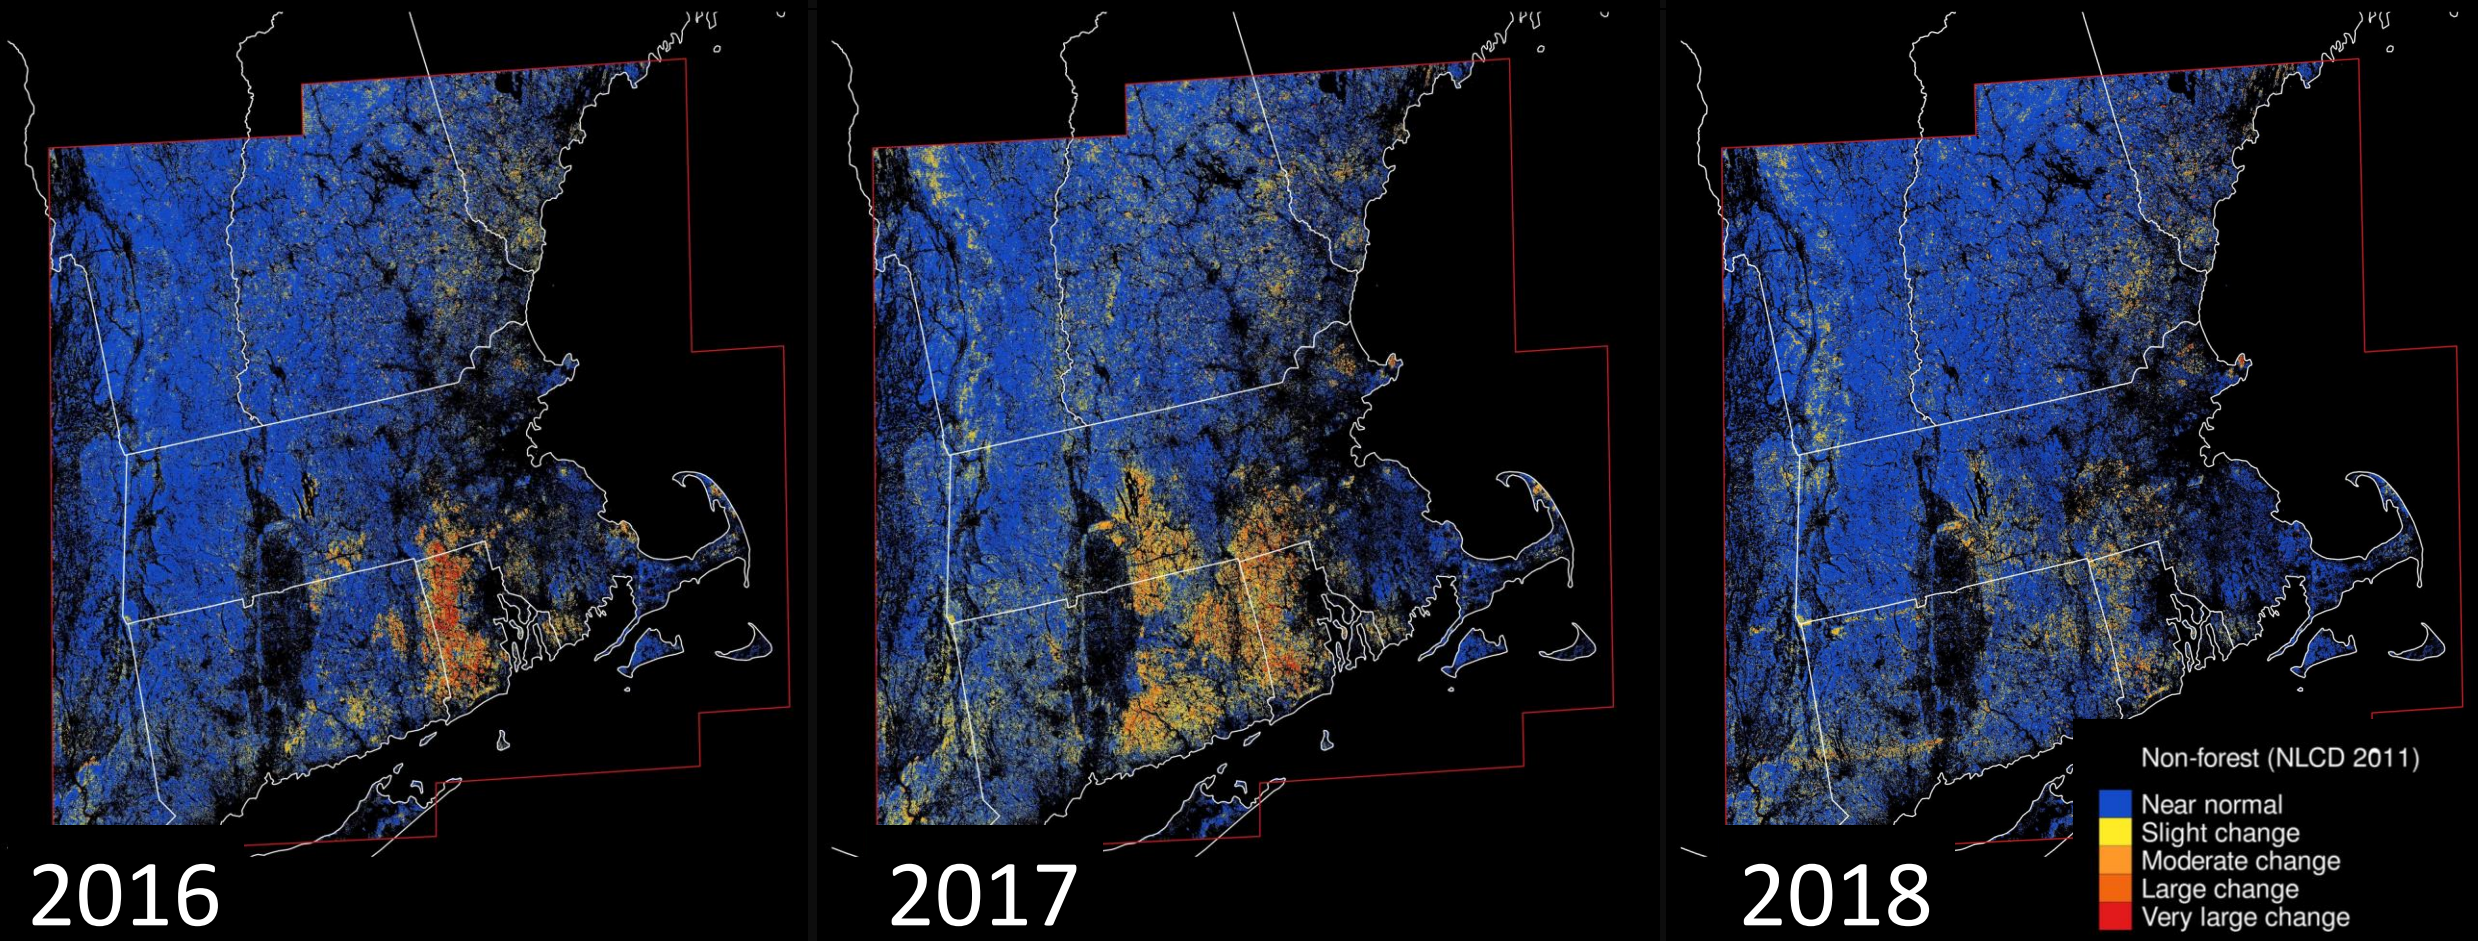 2016
2017
2018
Non-forest (NLCD 2011)
Near normal
Slight change
Moderate change
Large change
Very large change